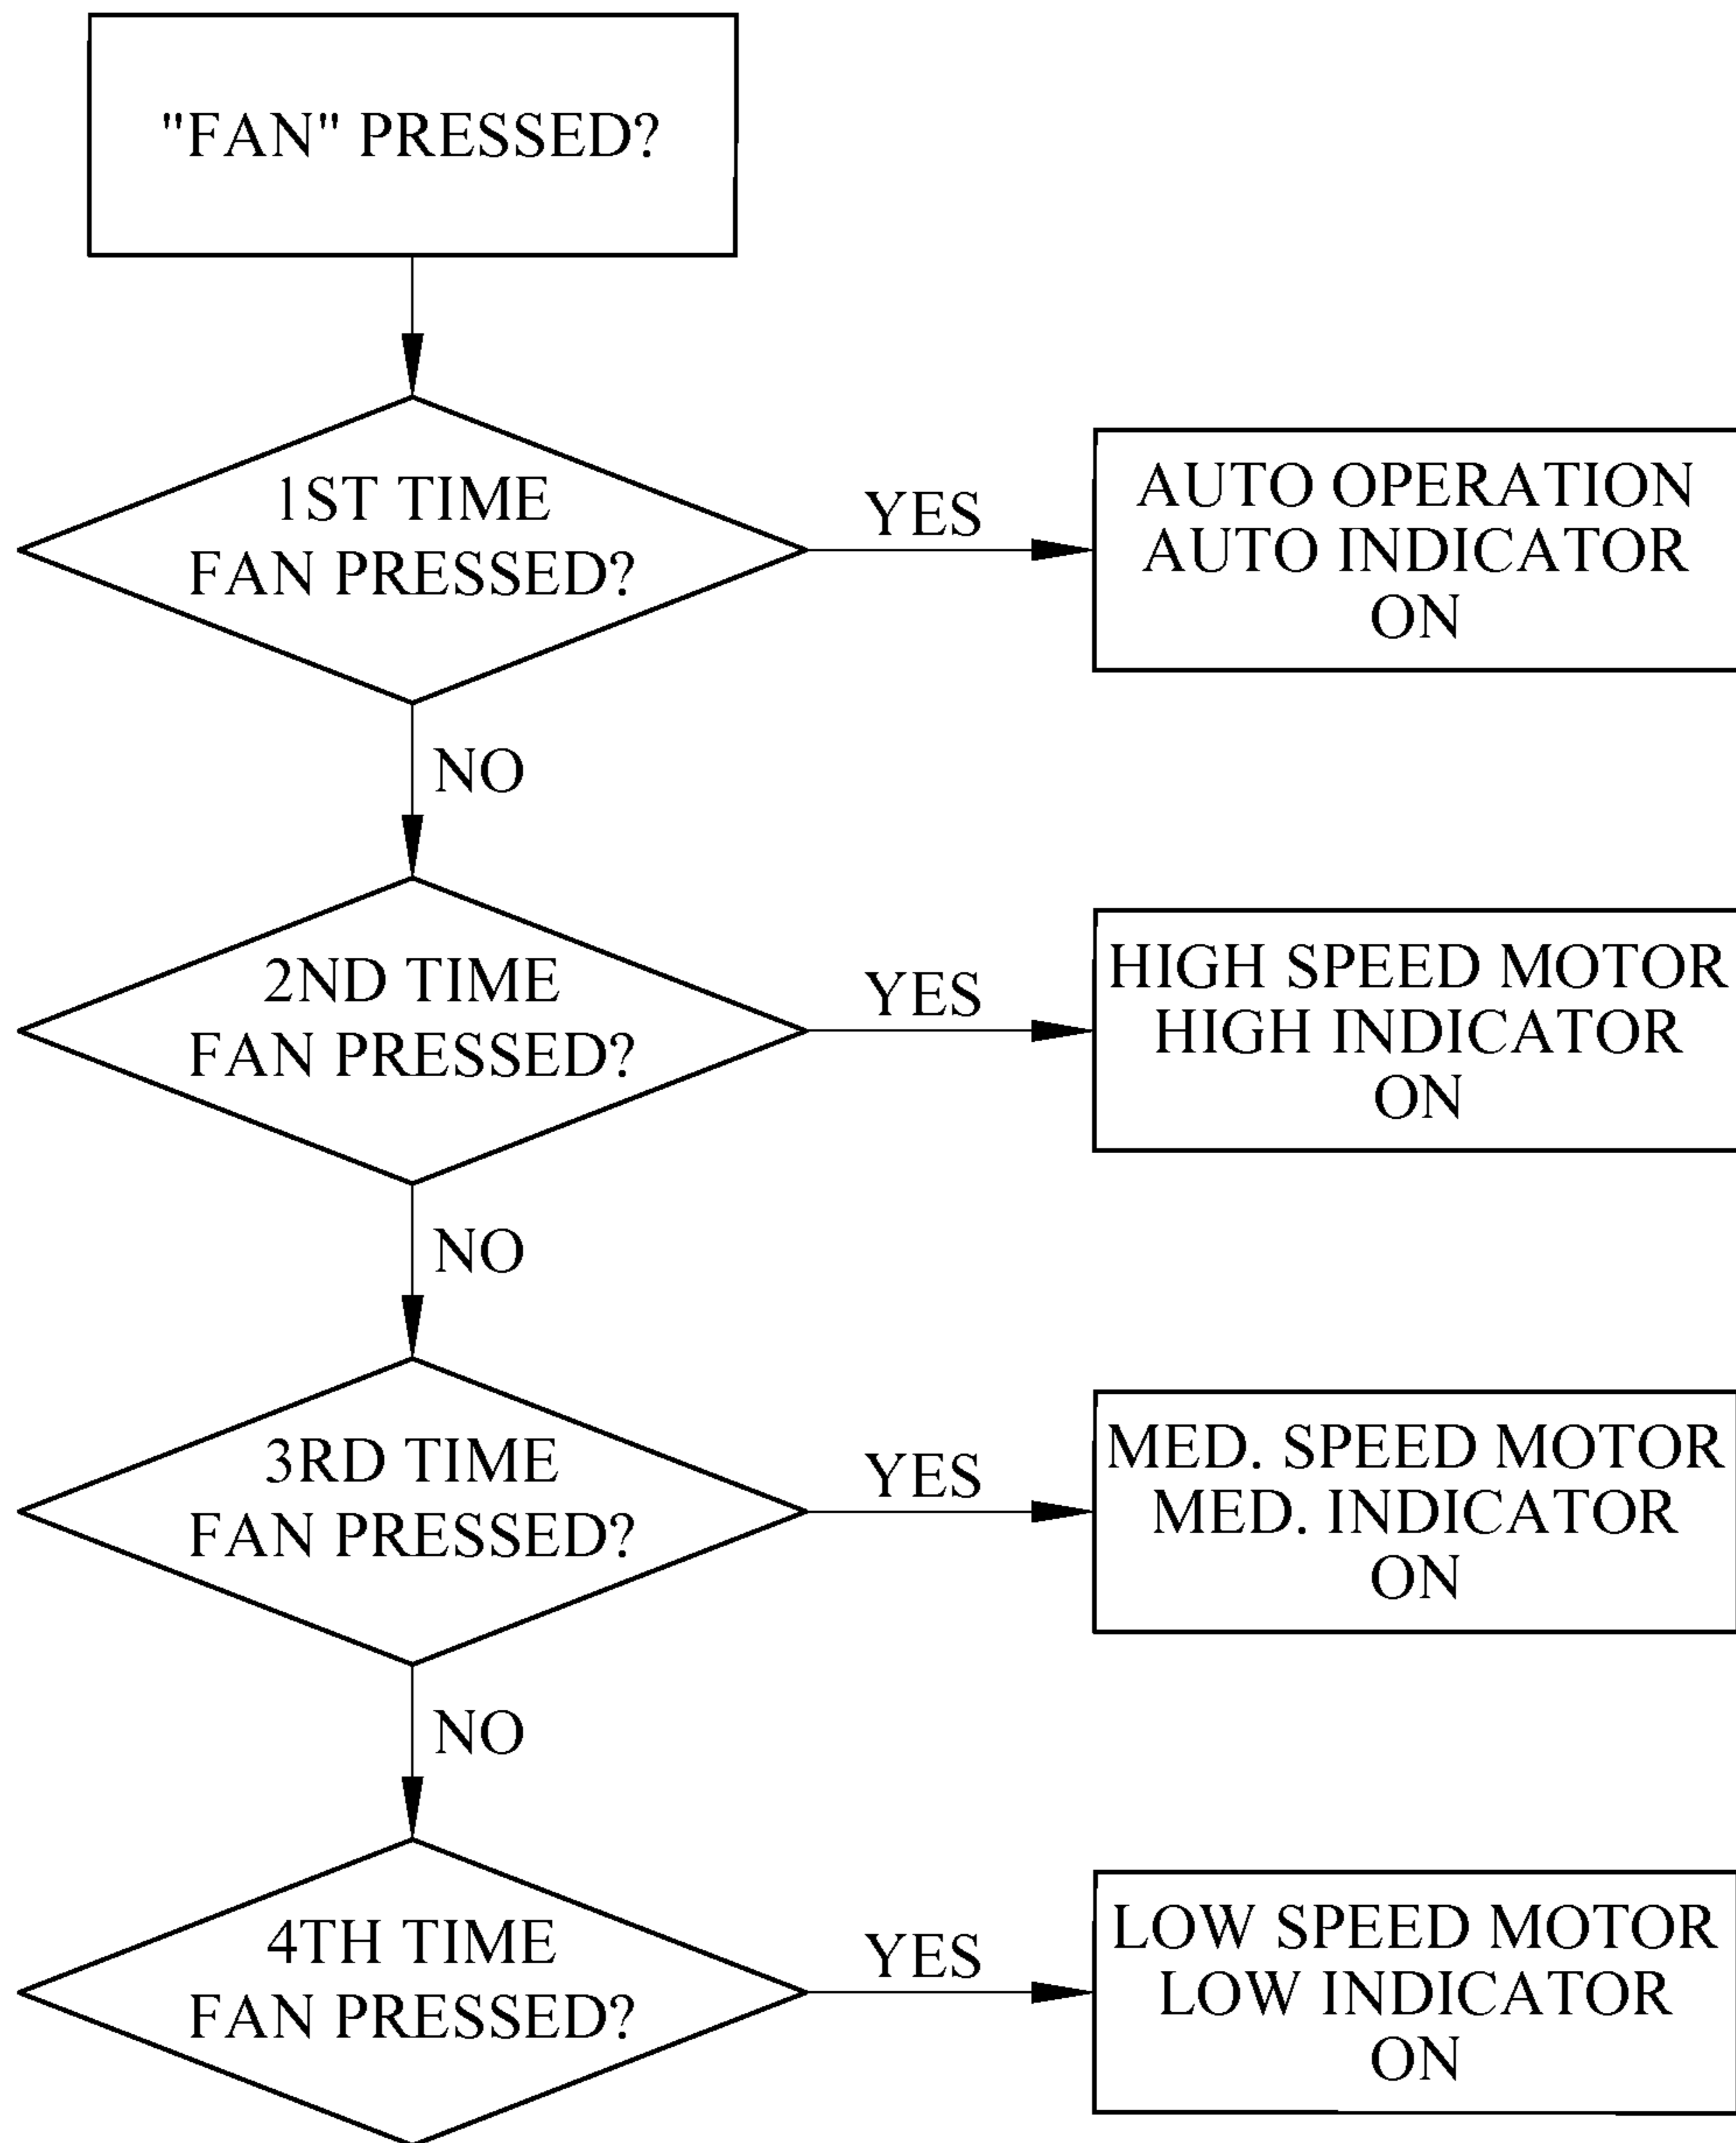 "FAN" PRESSED?
1ST TIME
FAN PRESSED?
YES
AUTO OPERATION
AUTO INDICATOR
ON
NO
2ND TIME
FAN PRESSED?
YES
HIGH SPEED MOTOR
HIGH INDICATOR
ON
NO
3RD TIME
FAN PRESSED?
YES
MED. SPEED MOTOR
MED. INDICATOR
ON
NO
4TH TIME
FAN PRESSED?
YES
LOW SPEED MOTOR
LOW INDICATOR
ON